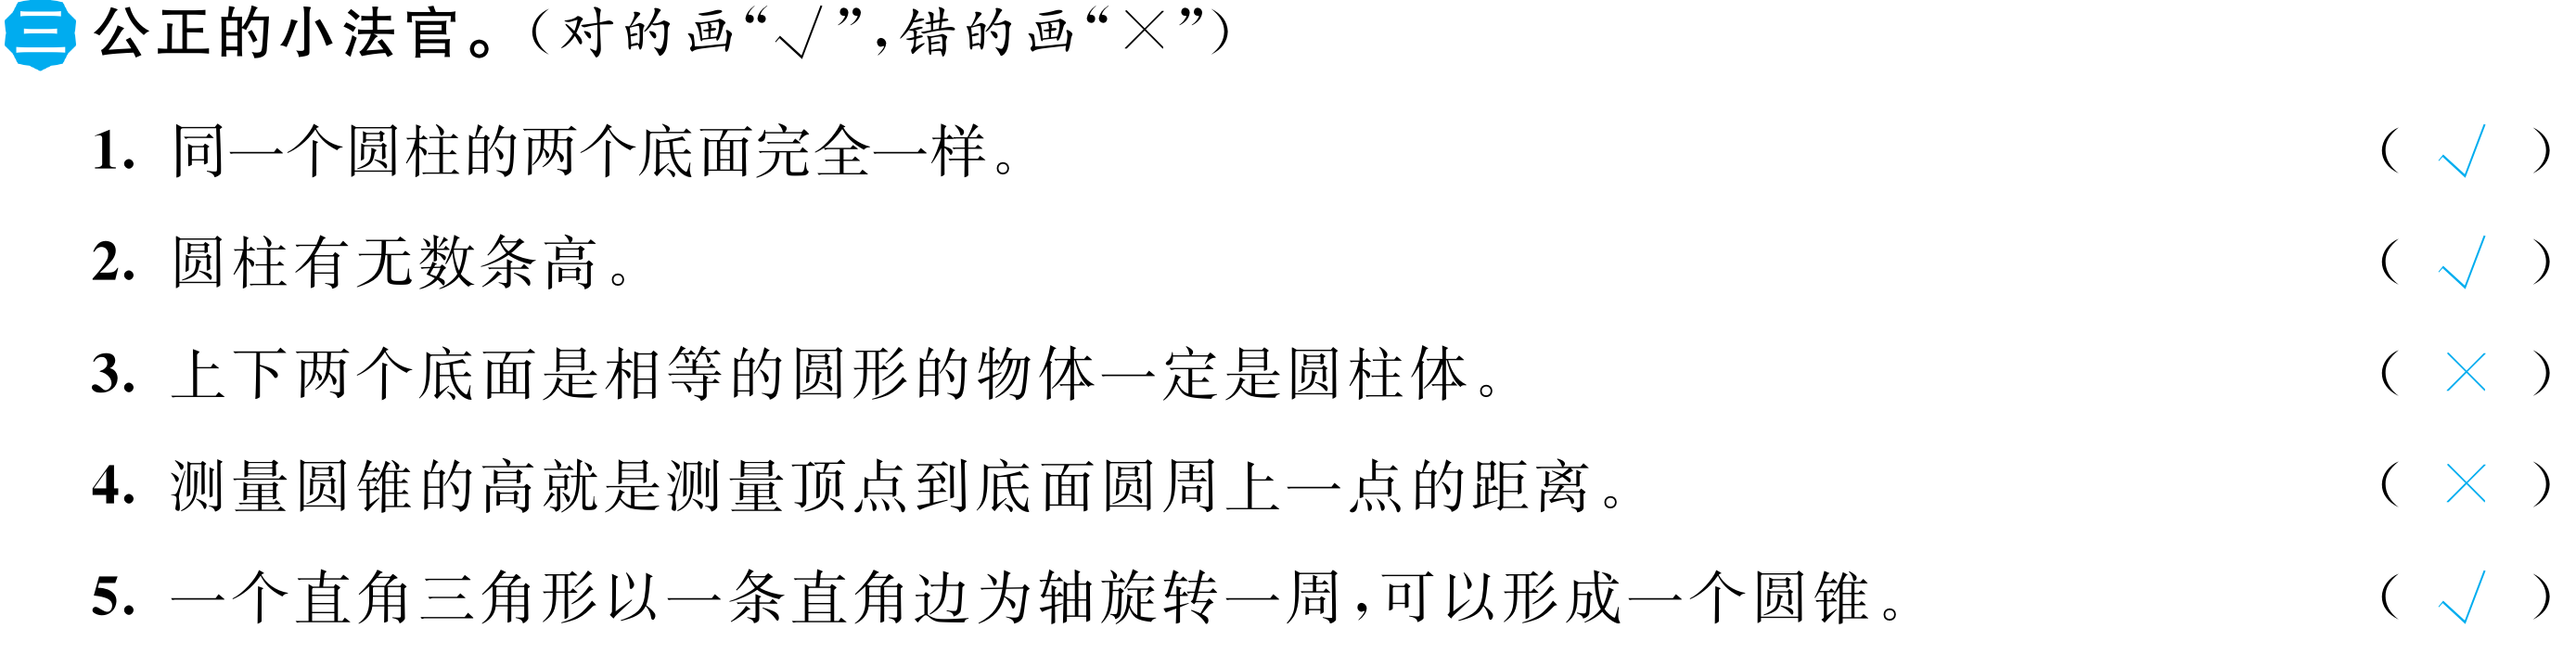 三 公正的小法官。(对的画“√”,错的画“×”)
1. 同一个圆柱的两个底面完全一样。 ( √ )
2. 圆柱有无数条高。 ( √ )
3. 上下两个底面是相等的圆形的物体一定是圆柱体。 ( × )
4. 测量圆锥的高就是测量顶点到底面圆周上一点的距离。 ( × )
5. 一个直角三角形以一条直角边为轴旋转一周,可以形成一个圆锥。 ( √ )